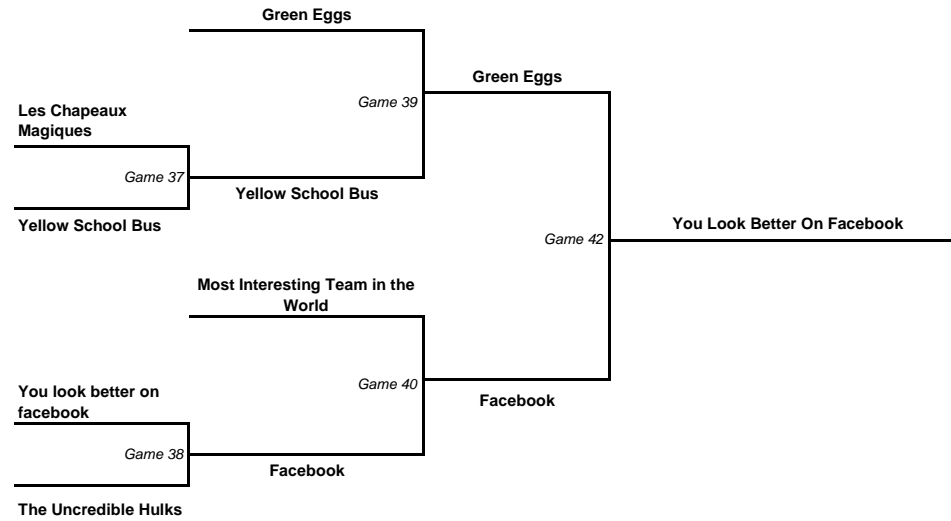 Green Eggs
Green Eggs
Game 39
Les Chapeaux
Magiques
Game 37
Yellow School Bus
Yellow School Bus
You Look Better On Facebook
Game 42
Most Interesting Team in the
World
Game 40
You look better on
facebook
Facebook
Game 38
Facebook
The Uncredible Hulks